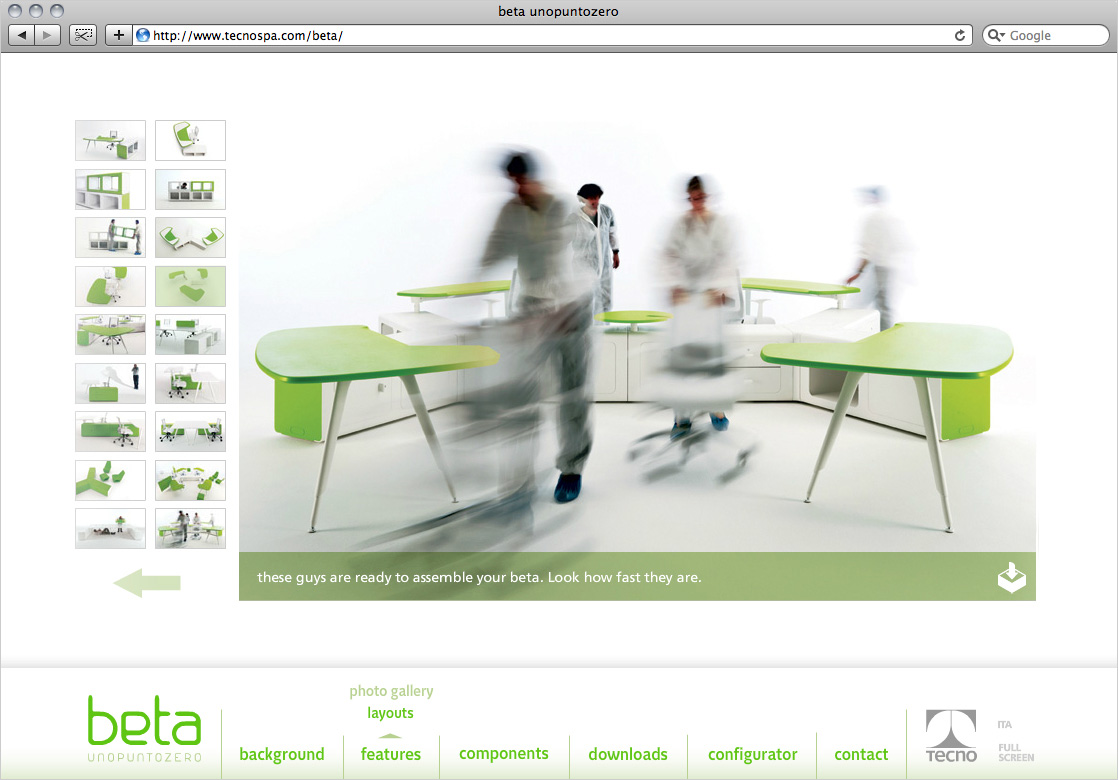 beta unopuntozero
http://www.tecnospa.com/beta/
Google
these guys are ready to assemble your beta. Look how fast they are.
photo gallery
layouts
beta
UNOPUNTOZERO
background
features
components
downloads
configurator
contact
TECNO
ITA
FULL
SCREEN